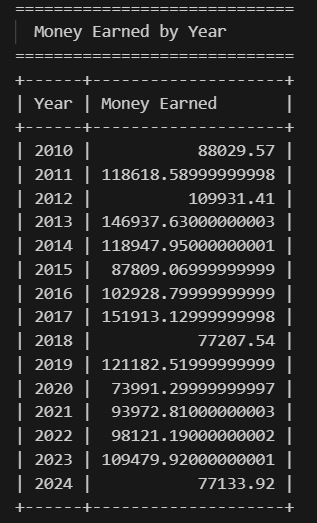 =============================
Money Earned by Year
=============================
+------+---------------------+
| Year | Money Earned        |
+------+---------------------+
| 2010 |            88029.57 |
| 2011 |  118618.58999999998 |
| 2012 |           109931.41 |
| 2013 |  146937.63000000003 |
| 2014 |  118947.95000000001 |
| 2015 |   87809.06999999999 |
| 2016 |  102928.79999999999 |
| 2017 |  151913.12999999998 |
| 2018 |            77207.54 |
| 2019 |  121182.51999999999 |
| 2020 |   73991.29999999997 |
| 2021 |   93972.81000000003 |
| 2022 |   98121.19000000002 |
| 2023 |  109479.92000000001 |
| 2024 |            77133.92 |
+------+---------------------+